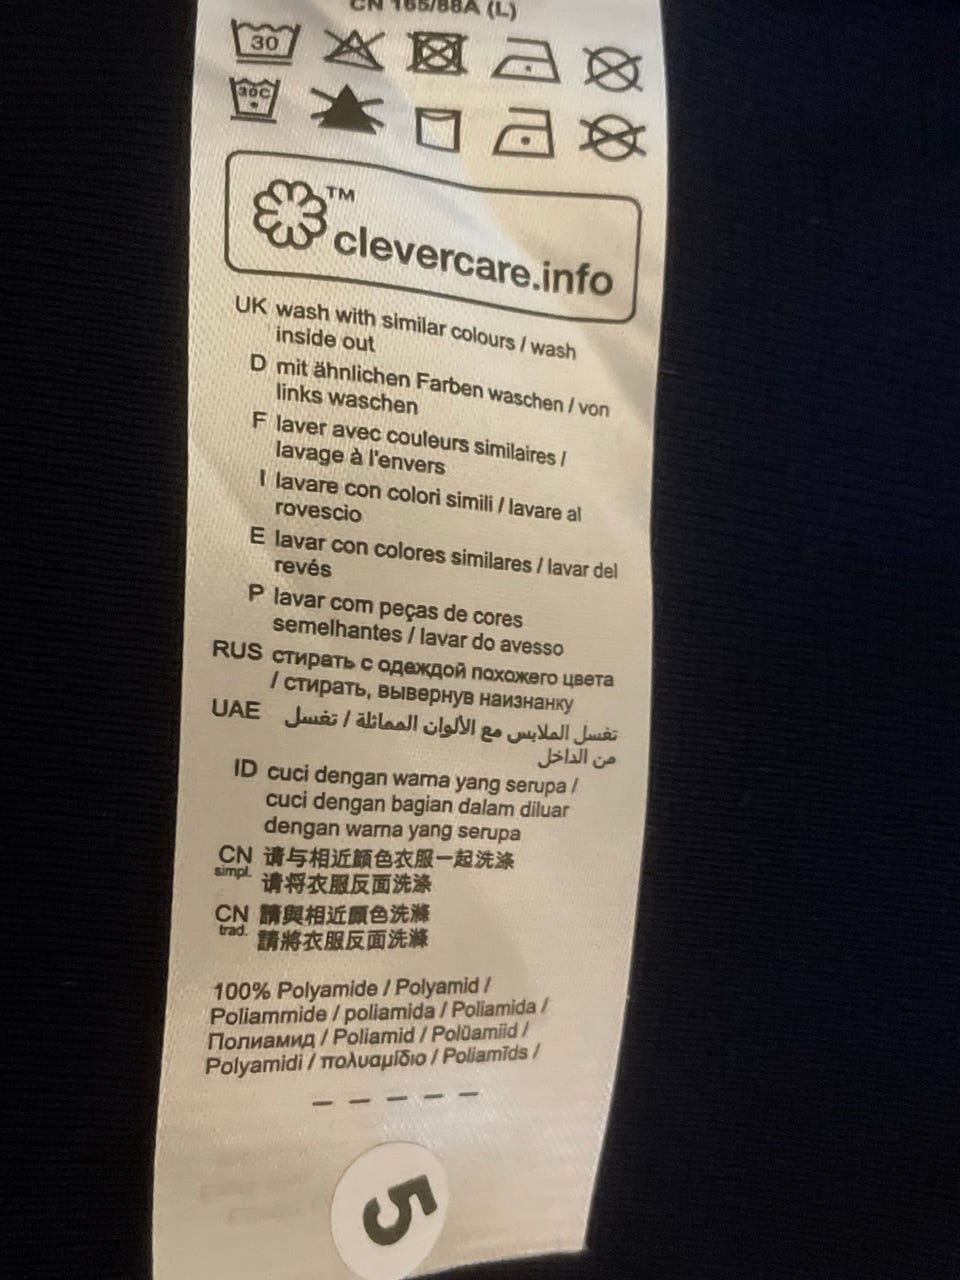 CN 165/88A (L)
30
30C
TM
clevercare.info
UK wash with similar colours / wash
inside out
D mit ähnlichen Farben waschen / von
links waschen
F laver avec couleurs similaires /
lavage à l'envers
I lavare con colori simili / lavare al
rovescio
E lavar con colores similares / lavar del
revés
P lavar com peças de cores
semelhantes / lavar do avesso
RUS стирать с одеждой похожего цвета
/ стирать, вывернув наизнанку
UAE تغسل الملابس مع الألوان المماثلة / تغسل
من الداخل
ID cuci dengan warna yang serupa /
cuci dengan bagian dalam diluar
dengan warna yang serupa
CN simpl. 请与相近颜色衣服一起洗涤
请将衣服反面洗涤
CN trad. 請與相近顏色洗滌
請將衣服反面洗滌
100% Polyamide / Polyamid /
Poliammide / poliamida / Poliamida /
Полиамид / Poliamid / Polüamiid /
Polyamidi / πολυαμίδιο / Poliamīds /
5